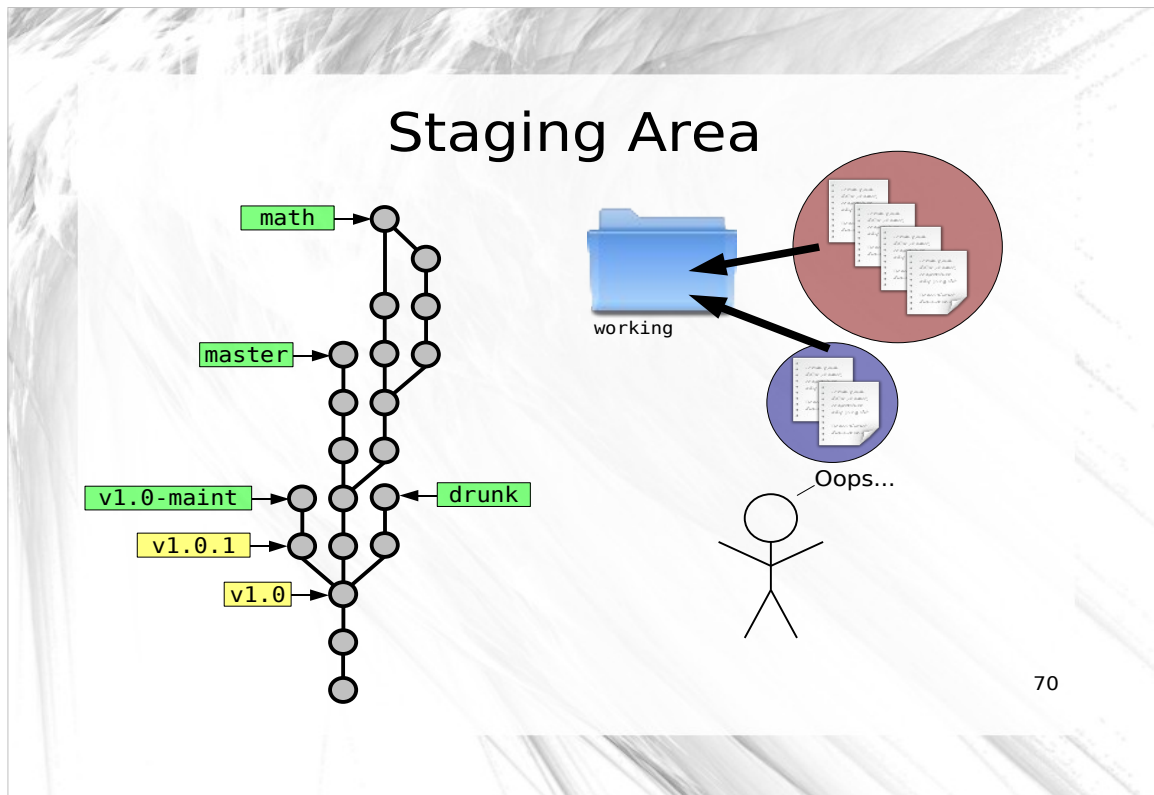 Staging Area
math
master
v1.0-maint
drunk
v1.0.1
v1.0
working
Oops...
70